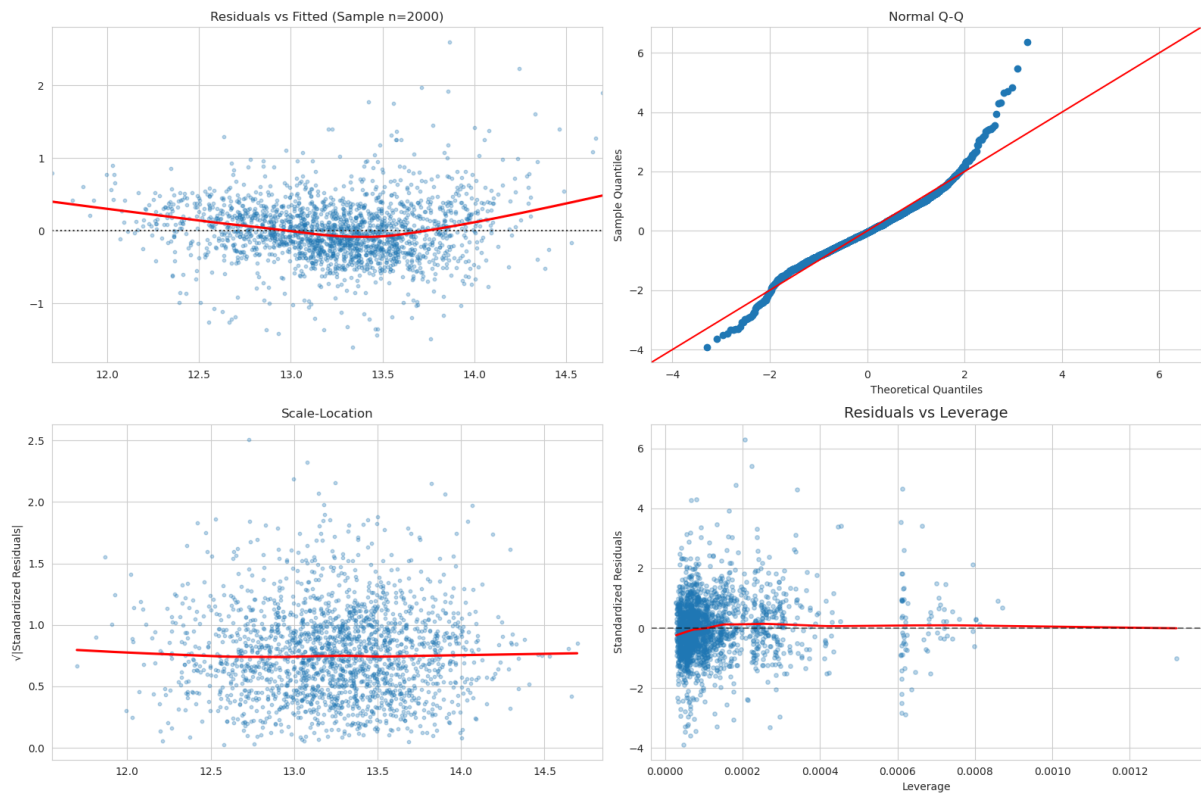 Residuals vs Fitted (Sample n=2000)
2
1
0
−1
12.0 12.5 13.0 13.5 14.0 14.5
Normal Q-Q
Sample Quantiles
6
4
2
0
−2
−4
−4 −2 0 2 4 6
Theoretical Quantiles
Scale-Location
√|Standardized Residuals|
2.5
2.0
1.5
1.0
0.5
0.0
12.0 12.5 13.0 13.5 14.0 14.5
Residuals vs Leverage
Standardized Residuals
6
4
2
0
−2
−4
0.0000 0.0002 0.0004 0.0006 0.0008 0.0010 0.0012
Leverage